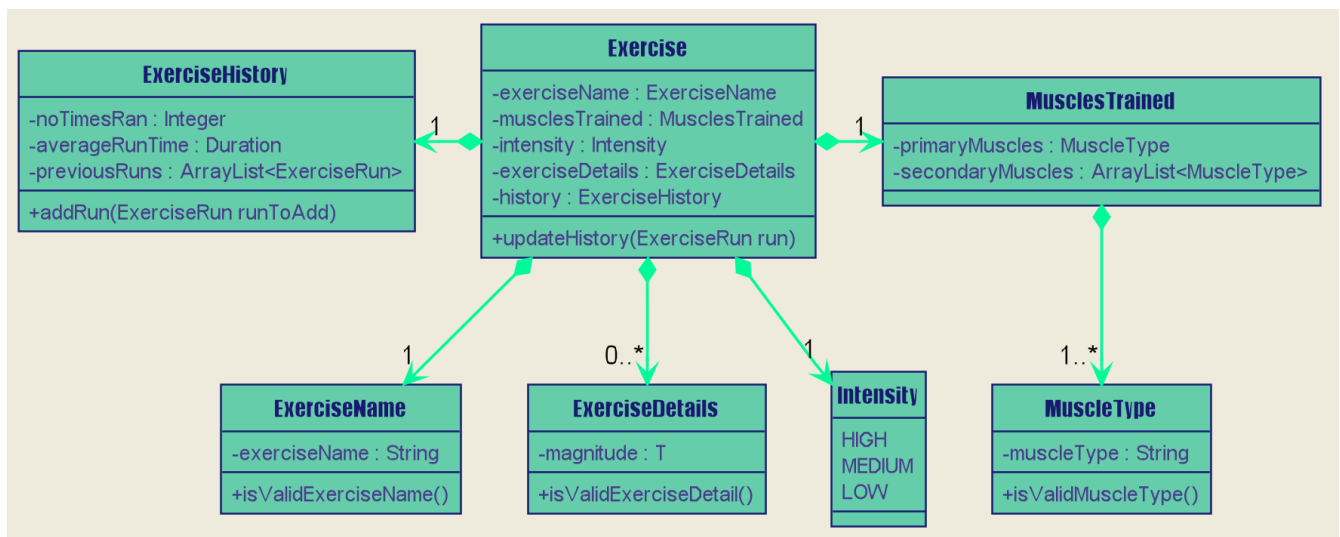 ExerciseHistory
-noTimesRan : Integer
-averageRunTime : Duration
-previousRuns : ArrayList<ExerciseRun>
+addRun(ExerciseRun runToAdd)
1
Exercise
-exerciseName : ExerciseName
-musclesTrained : MusclesTrained
-intensity : Intensity
-exerciseDetails : ExerciseDetails
-history : ExerciseHistory
+updateHistory(ExerciseRun run)
1
MusclesTrained
-primaryMuscles : MuscleType
-secondaryMuscles : ArrayList<MuscleType>
1
0..*
1
1..*
ExerciseName
-exerciseName : String
+isValidExerciseName()
ExerciseDetails
-magnitude : T
+isValidExerciseDetail()
Intensity
HIGH
MEDIUM
LOW
MuscleType
-muscleType : String
+isValidMuscleType()